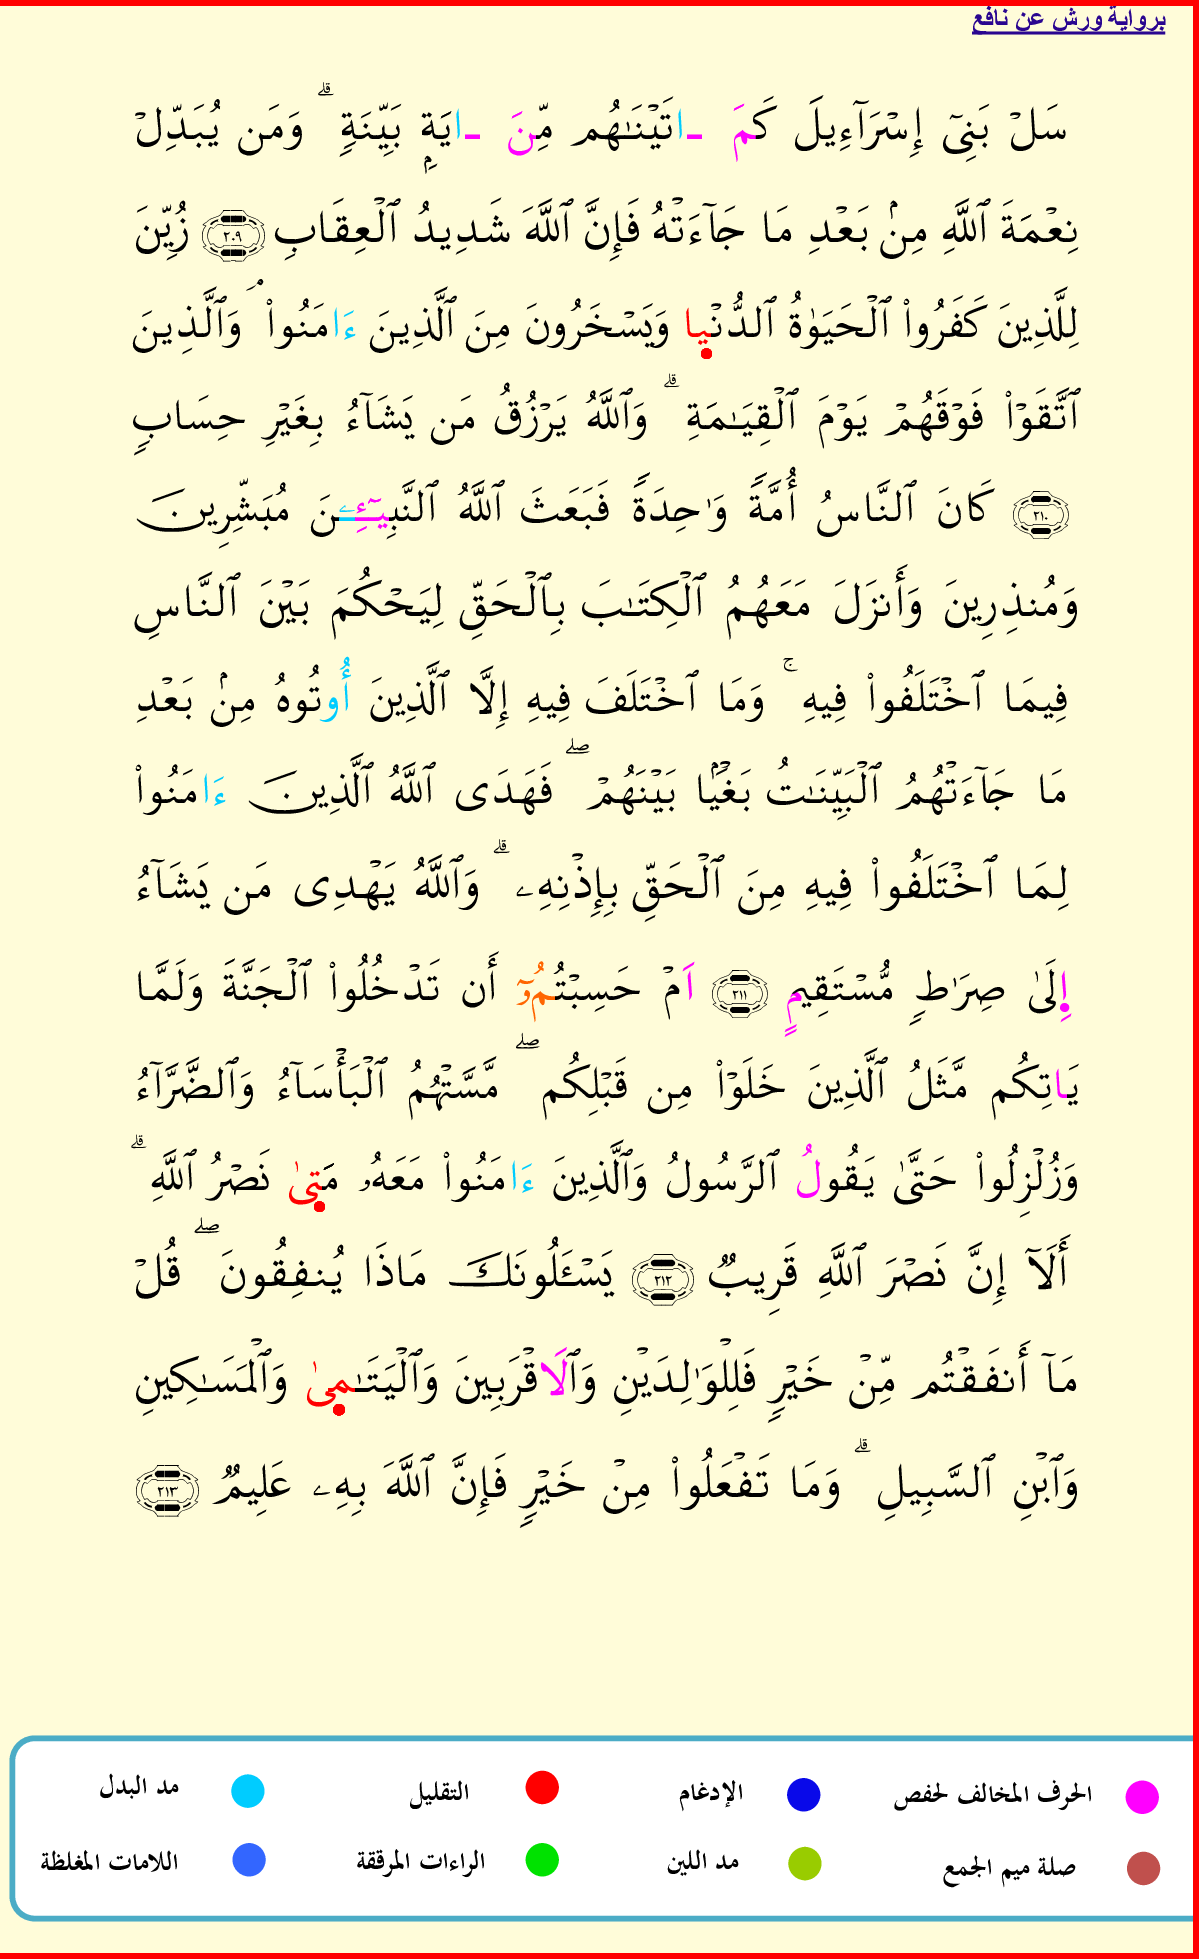 برواية ورش عن نافع
سَلْ بَنِىٓ إِسْرَآءِيلَ كَمَ ـاتَيْنَـٰهُم مِّنَ ـايَةِۭ بَيِّنَةٍۗ وَمَن يُبَدِّلْ
نِعْمَةَ ٱللَّهِ مِنۢ بَعْدِ مَا جَآءَتْهُ فَإِنَّ ٱللَّهَ شَدِيدُ ٱلْعِقَابِ ٢٠٩ زُيِّنَ
لِلَّذِينَ كَفَرُوا۟ ٱلْحَيَوٰةُ ٱلدُّنْيا وَيَسْخَرُونَ مِنَ ٱلَّذِينَ ءَامَنُوا۟ ۘ وَٱلَّذِينَ
ٱتَّقَوْا۟ فَوْقَهُمْ يَوْمَ ٱلْقِيَـٰمَةِ ۗ وَٱللَّهُ يَرْزُقُ مَن يَشَآءُ بِغَيْرِ حِسَابٍ
٢١٠ كَانَ ٱلنَّاسُ أُمَّةً وَٰحِدَةً فَبَعَثَ ٱللَّهُ ٱلنَّبِيٓـِٔـۧنَ مُبَشِّرِينَ
وَمُنذِرِينَ وَأَنزَلَ مَعَهُمُ ٱلْكِتَـٰبَ بِٱلْحَقِّ لِيَحْكُمَ بَيْنَ ٱلنَّاسِ
فِيمَا ٱخْتَلَفُوا۟ فِيهِ ۚ وَمَا ٱخْتَلَفَ فِيهِ إِلَّا ٱلَّذِينَ أُوتُوهُ مِنۢ بَعْدِ
مَا جَآءَتْهُمُ ٱلْبَيِّنَـٰتُ بَغْيًۢا بَيْنَهُمْ ۖ فَهَدَى ٱللَّهُ ٱلَّذِينَ ءَامَنُوا۟
لِمَا ٱخْتَلَفُوا۟ فِيهِ مِنَ ٱلْحَقِّ بِإِذْنِهِۦ ۗ وَٱللَّهُ يَهْدِى مَن يَشَآءُ
إِلَىٰ صِرَٰطٍ مُّسْتَقِيمٍ ٢١١ اَمْ حَسِبْتُمُۥٓ أَن تَدْخُلُوا۟ ٱلْجَنَّةَ وَلَمَّا
يَاتِكُم مَّثَلُ ٱلَّذِينَ خَلَوْا۟ مِن قَبْلِكُم ۖ مَّسَّتْهُمُ ٱلْبَأْسَآءُ وَٱلضَّرَّآءُ
وَزُلْزِلُوا۟ حَتَّىٰ يَقُولُ ٱلرَّسُولُ وَٱلَّذِينَ ءَامَنُوا۟ مَعَهُۥ مَتىٰ نَصْرُ ٱللَّهِ ۗ
أَلَآ إِنَّ نَصْرَ ٱللَّهِ قَرِيبٌ ٢١٢ يَسْـَٔلُونَكَ مَاذَا يُنفِقُونَ ۖ قُلْ
مَآ أَنفَقْتُم مِّنْ خَيْرٍ فَلِلْوَٰلِدَيْنِ وَٱلَاقْرَبِينَ وَٱلْيَتَـٰمىٰ وَٱلْمَسَـٰكِينِ
وَٱبْنِ ٱلسَّبِيلِ ۗ وَمَا تَفْعَلُوا۟ مِنْ خَيْرٍ فَإِنَّ ٱللَّهَ بِهِۦ عَلِيمٌ ٢١٣
الحرف المخالف لحفص الإدغام التقليل مد البدل
صلة ميم الجمع مد اللين الراءات المرققة اللامات المغلظة